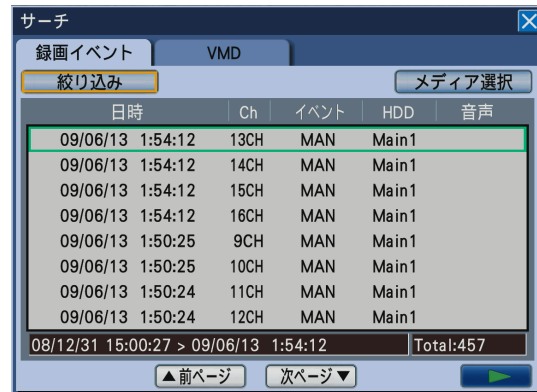 サーチ
録画イベント VMD
絞り込み メディア選択
日時 Ch イベント HDD 音声
09/06/13 1:54:12 13CH MAN Main1
09/06/13 1:54:12 14CH MAN Main1
09/06/13 1:54:12 15CH MAN Main1
09/06/13 1:54:12 16CH MAN Main1
09/06/13 1:50:25 9CH MAN Main1
09/06/13 1:50:25 10CH MAN Main1
09/06/13 1:50:24 11CH MAN Main1
09/06/13 1:50:24 12CH MAN Main1
08/12/31 15:00:27 > 09/06/13 1:54:12 Total:457
▲前ページ 次ページ▼